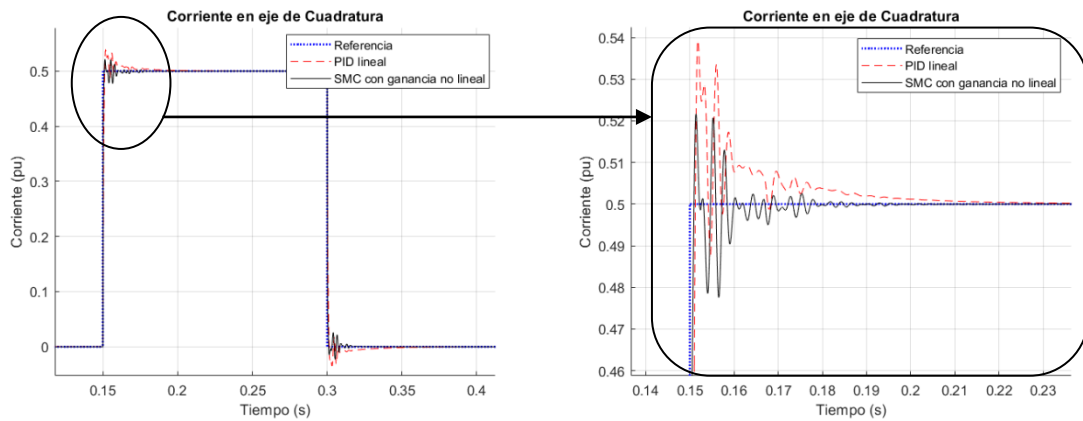 Corriente en eje de Cuadratura
Referencia
PID lineal
SMC con ganancia no lineal
Corriente (pu)
0.5
0.4
0.5
0.2
0.1
0
0.15
0.2
0.25
0.3
0.35
0.4
Tiempo (s)
Corriente en eje de Cuadratura
Referencia
PID lineal
SMC con ganancia no lineal
Corriente (pu)
0.54
0.53
0.52
0.51
0.5
0.49
0.48
0.47
0.46
0.14
0.15
0.16
0.17
0.18
0.19
0.2
0.21
0.22
0.23
Tiempo (s)